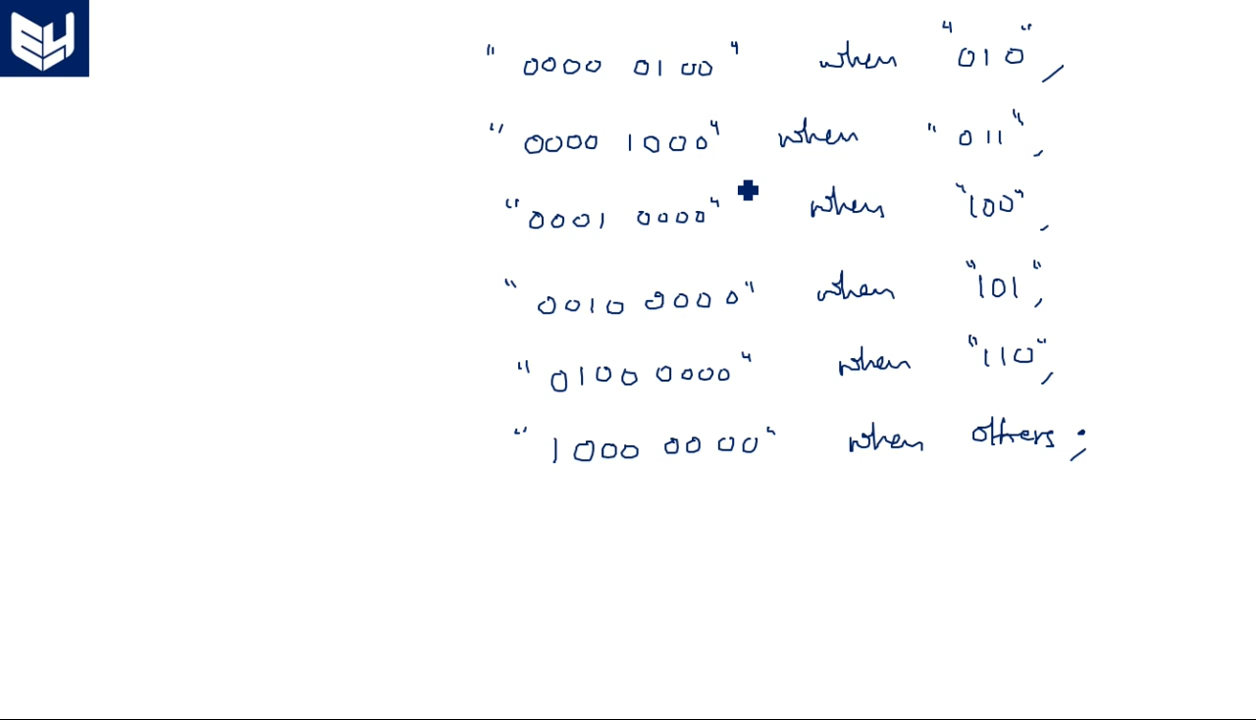 "0000 0100" when "010",
"0000 1000" when "011",
"0001 0000" when "100",
"0010 0000" when "101",
"0100 0000" when "110",
"1000 0000" when others;